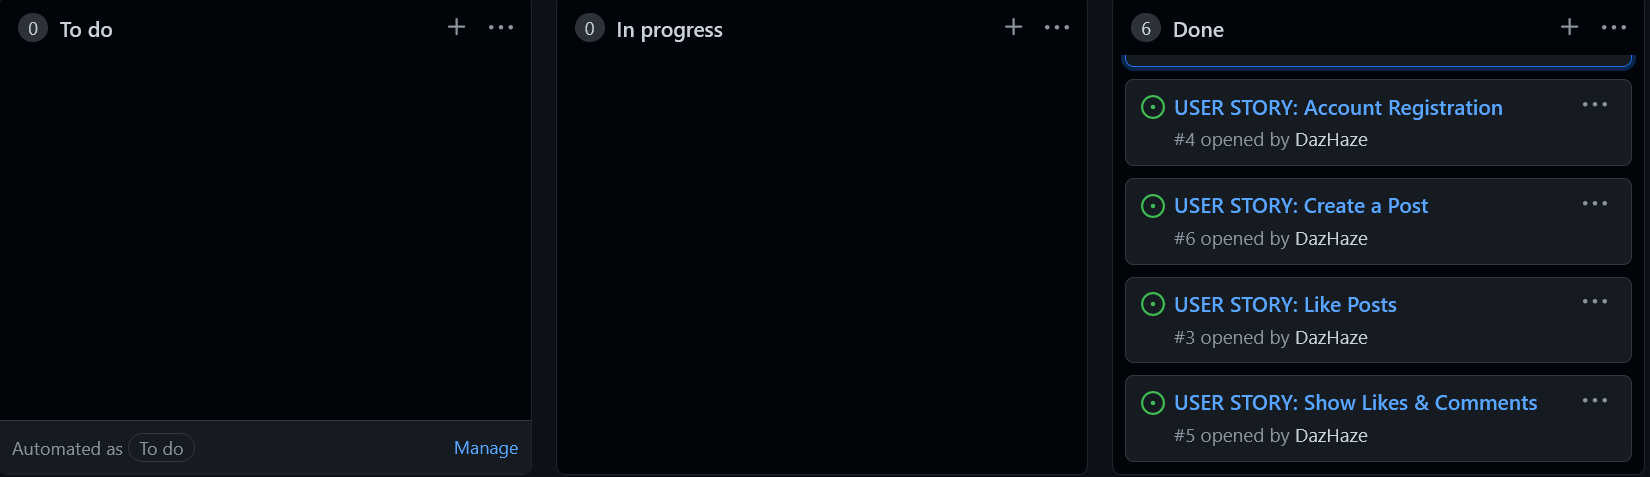 0 To do
Automated as To do Manage
0 In progress
6 Done
USER STORY: Account Registration
#4 opened by DazHaze
USER STORY: Create a Post
#6 opened by DazHaze
USER STORY: Like Posts
#3 opened by DazHaze
USER STORY: Show Likes & Comments
#5 opened by DazHaze